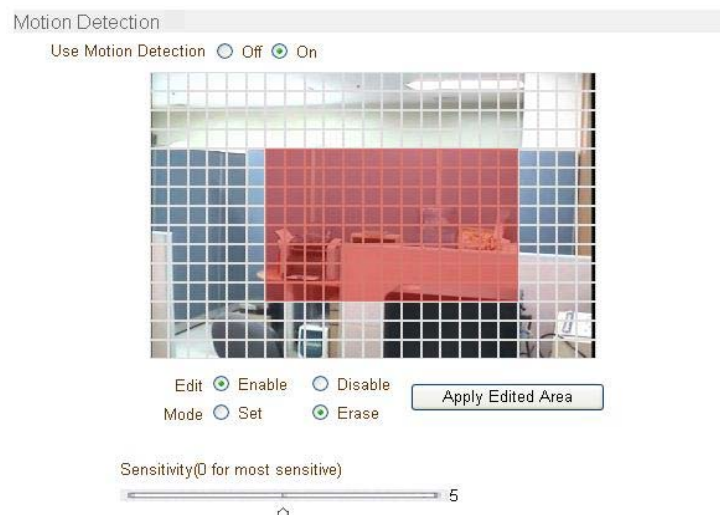 Motion Detection
Use Motion Detection Off On
Edit Enable Disable
Apply Edited Area
Mode Set Erase
Sensitivity(0 for most sensitive)
5